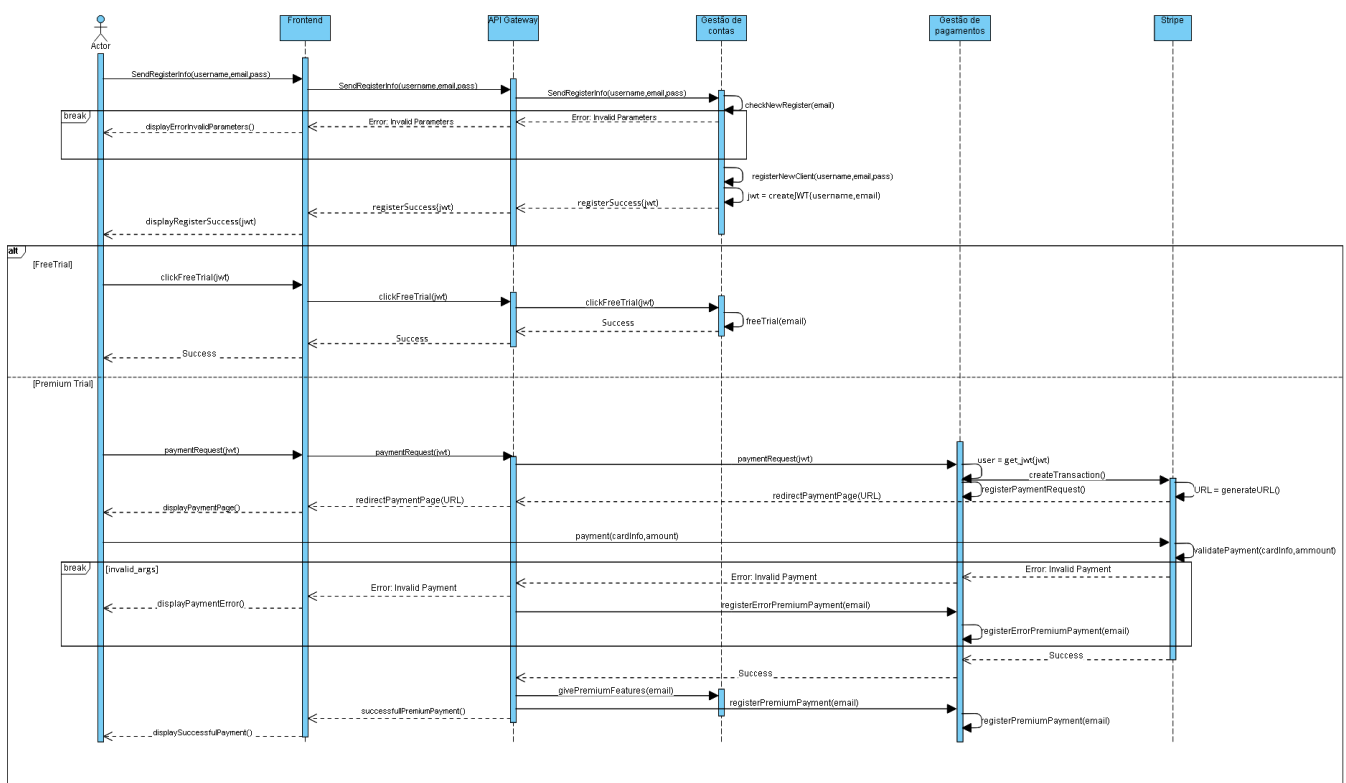 Actor
Frontend
API Gateway
Gestão de
contas
Gestão de
pagamentos
Stripe
SendRegisterInfo(username,email,pass)
SendRegisterInfo(username,email,pass)
SendRegisterInfo(username,email,pass)
checkNewRegister(email)
break
Error: Invalid Parameters
Error: Invalid Parameters
displayErrorInvalidParameters()
registerNewClient(username,email,pass)
jwt = createJWT(username,email)
registerSuccess(jwt)
registerSuccess(jwt)
displayRegisterSuccess(jwt)
alt
[FreeTrial]
clickFreeTrial(jwt)
clickFreeTrial(jwt)
clickFreeTrial(jwt)
freeTrial(email)
Success
Success
Success
[Premium Trial]
paymentRequest(jwt)
paymentRequest(jwt)
paymentRequest(jwt)
user = get_jwt(jwt)
createTransaction()
registerPaymentRequest()
URL = generateURL()
redirectPaymentPage(URL)
redirectPaymentPage(URL)
displayPaymentPage()
payment(cardInfo,amount)
validatePayment(cardInfo,ammount)
break
[invalid_args]
Error: Invalid Payment
Error: Invalid Payment
Error: Invalid Payment
displayPaymentError()
registerErrorPremiumPayment(email)
registerErrorPremiumPayment(email)
Success
Success
givePremiumFeatures(email)
registerPremiumPayment(email)
successfulPremiumPayment()
registerPremiumPayment(email)
displaySuccessfulPayment()